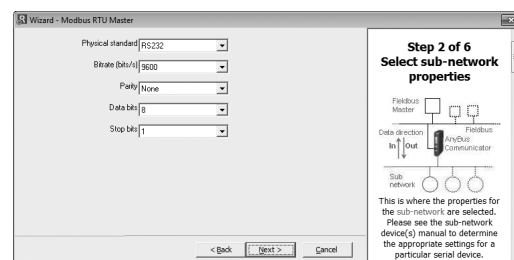 Wizard - Modbus RTU Master
Physical standard RS232
Bitrate (bits/s) 9600
Parity None
Data bits 8
Stop bits 1
< Back Next > Cancel
Step 2 of 6
Select sub-network
properties
Fieldbus
Master
Fieldbus
Data direction
In Out
AnyBus
Communicator
Sub
network
This is where the properties for
the sub-network are selected.
Please see the sub-network
device(s) manual to determine
the appropriate settings for a
particular serial device.